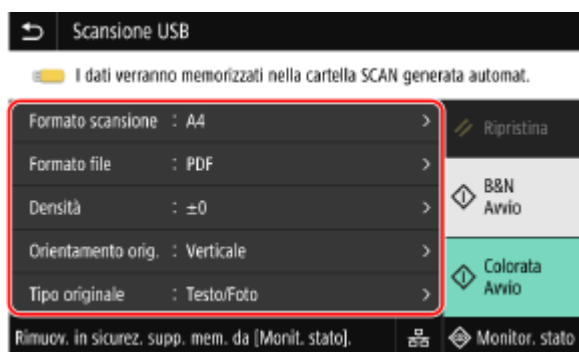 Scansione USB
I dati verranno memorizzati nella cartella SCAN generata automat.
Formato scansione : A4
Formato file : PDF
Densità : ±0
Orientamento orig. : Verticale
Tipo originale : Testo/Foto
Ripristina
B&N
Avvio
Colorata
Avvio
Rimuov. in sicurez. supp. mem. da [Monit. stato].
Monitor. stato